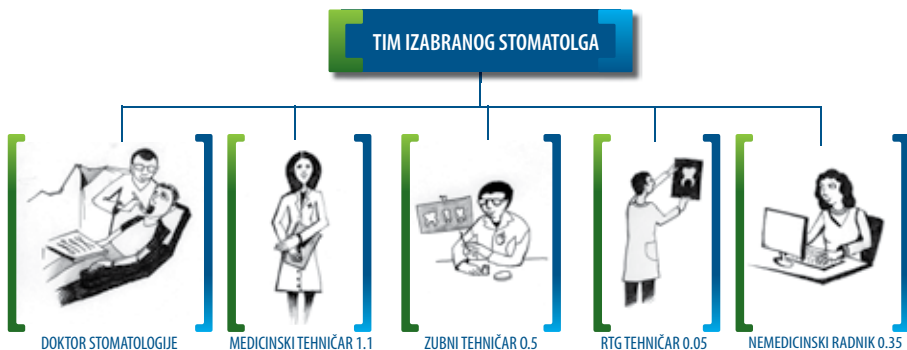 TIM IZABRANOG STOMATOLGA
DOKTOR STOMATOLOGIJE
MEDICINSKI TEHNIČAR 1.1
ZUBNI TEHNIČAR 0.5
RTG TEHNIČAR 0.05
NEMEDICINSKI RADNIK 0.35